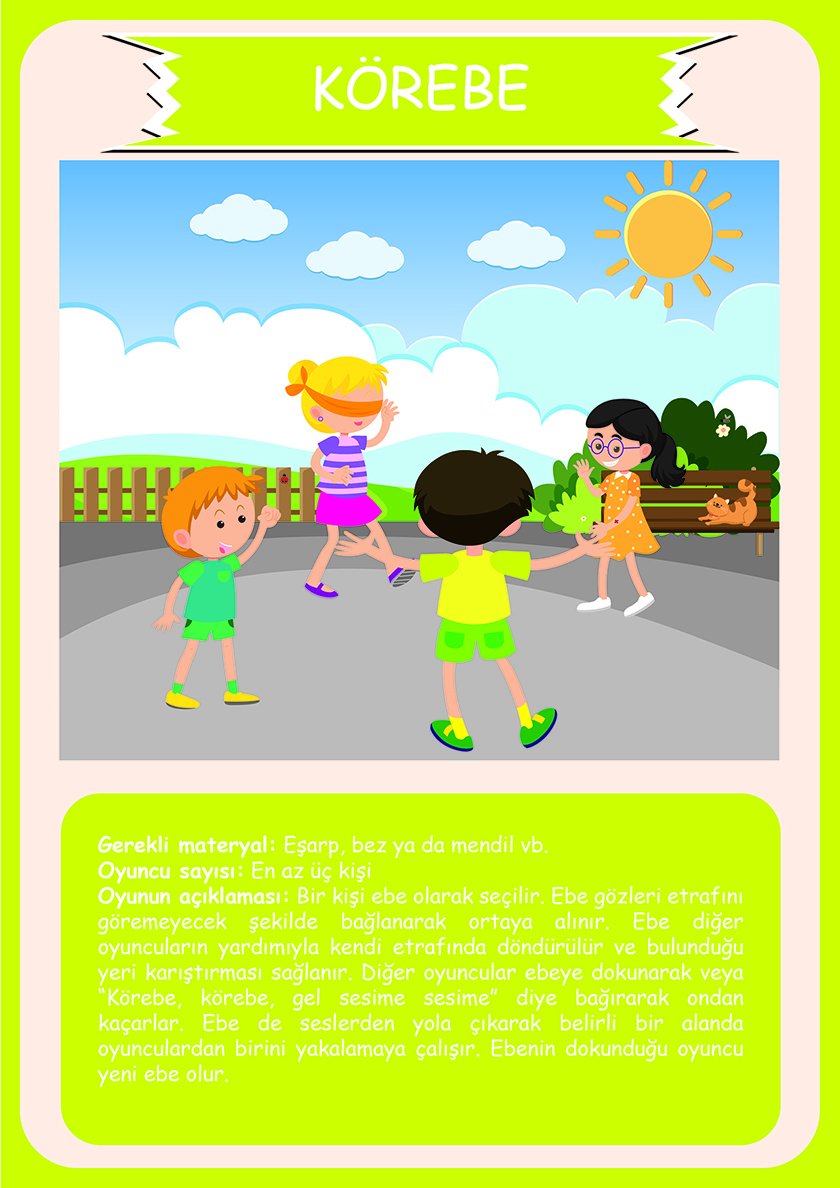 KÖREBE
Gerekli materyal: Eşarp, bez ya da mendil vb.
Oyuncu sayısı: En az üç kişi
Oyunun açıklaması: Bir kişi ebe olarak seçilir. Ebe gözleri etrafını
göremeyecek şekilde bağlanarak ortaya alınır. Ebe diğer
oyuncuların yardımıyla kendi etrafında döndürülür ve bulunduğu
yeri karıştırması sağlanır. Diğer oyuncular ebeye dokunarak veya
“Körebe, körebe, gel sesime sesime” diye bağırarak ondan
kaçarlar. Ebe de seslerden yola çıkarak belirli bir alanda
oyunculardan birini yakalamaya çalışır. Ebenin dokunduğu oyuncu
yeni ebe olur.